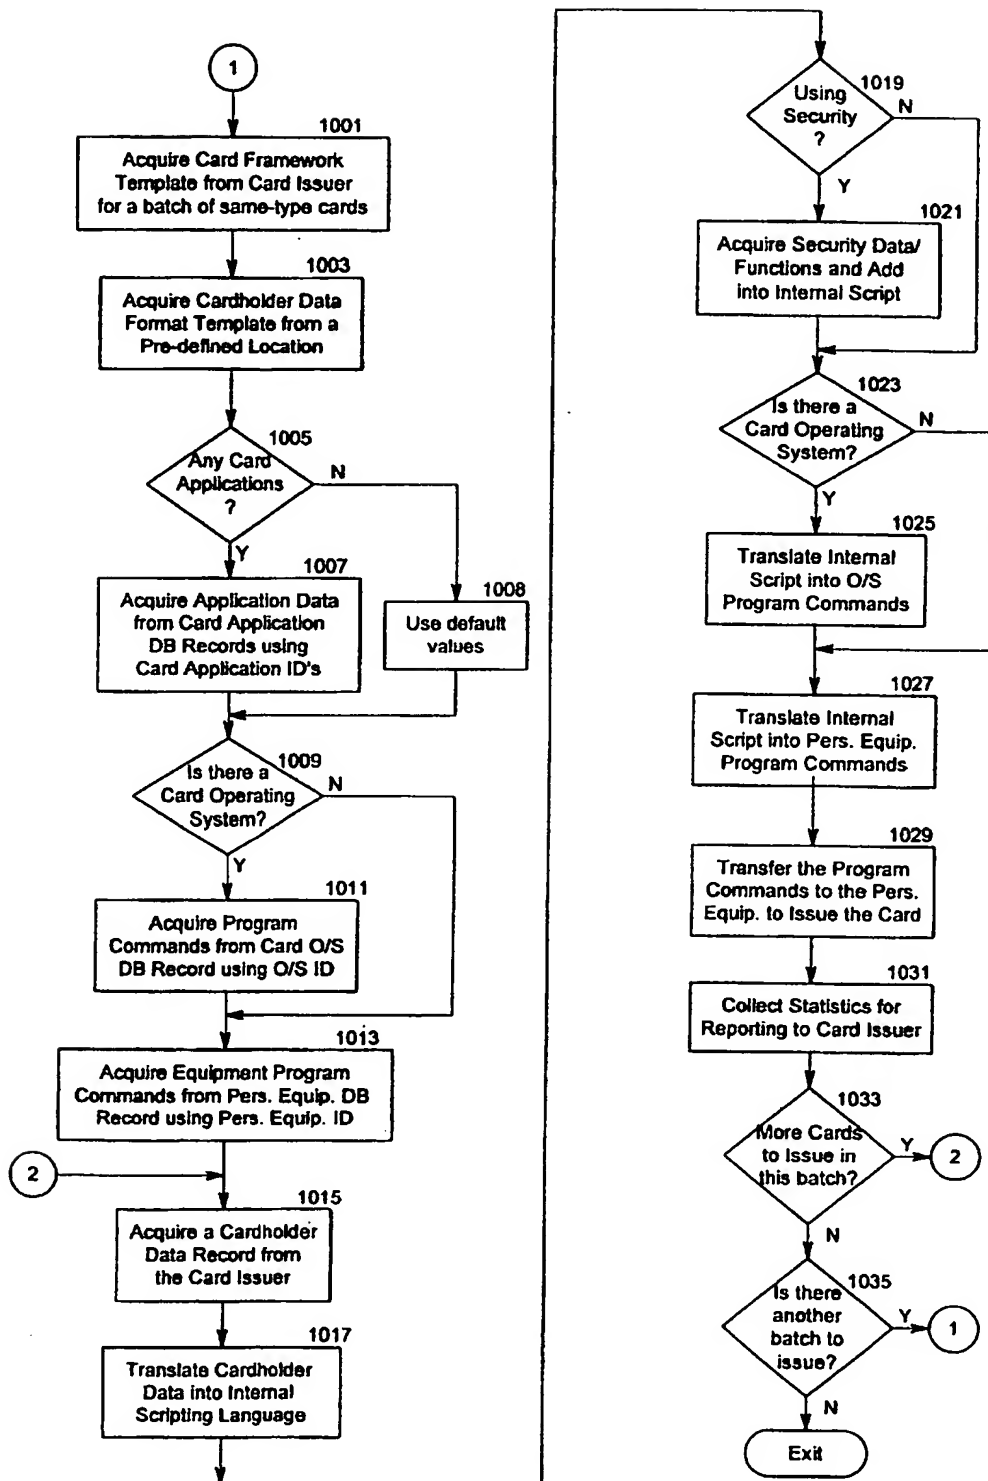 1
1001
Acquire Card Framework
Template from Card Issuer
for a batch of same-type cards
1003
Acquire Cardholder Data
Format Template from a
Pre-defined Location
1005
Any Card
Applications
?
N
Y
1007
Acquire Application Data
from Card Application
DB Records using
Card Application ID's
1008
Use default
values
1009
Is there a
Card Operating
System?
N
Y
1011
Acquire Program
Commands from Card O/S
DB Record using O/S ID
1013
Acquire Equipment Program
Commands from Pers. Equip. DB
Record using Pers. Equip. ID
2
1015
Acquire a Cardholder
Data Record from
the Card Issuer
1017
Translate Cardholder
Data into Internal
Scripting Language
1019
Using
Security
?
N
Y
1021
Acquire Security Data/
Functions and Add
into Internal Script
1023
Is there a
Card Operating
System?
N
Y
1025
Translate Internal
Script into O/S
Program Commands
1027
Translate Internal
Script into Pers. Equip.
Program Commands
1029
Transfer the Program
Commands to the Pers.
Equip. to Issue the Card
1031
Collect Statistics for
Reporting to Card Issuer
1033
More Cards
to Issue in
this batch?
Y
2
N
1035
Is there
another
batch to
issue?
Y
1
N
Exit